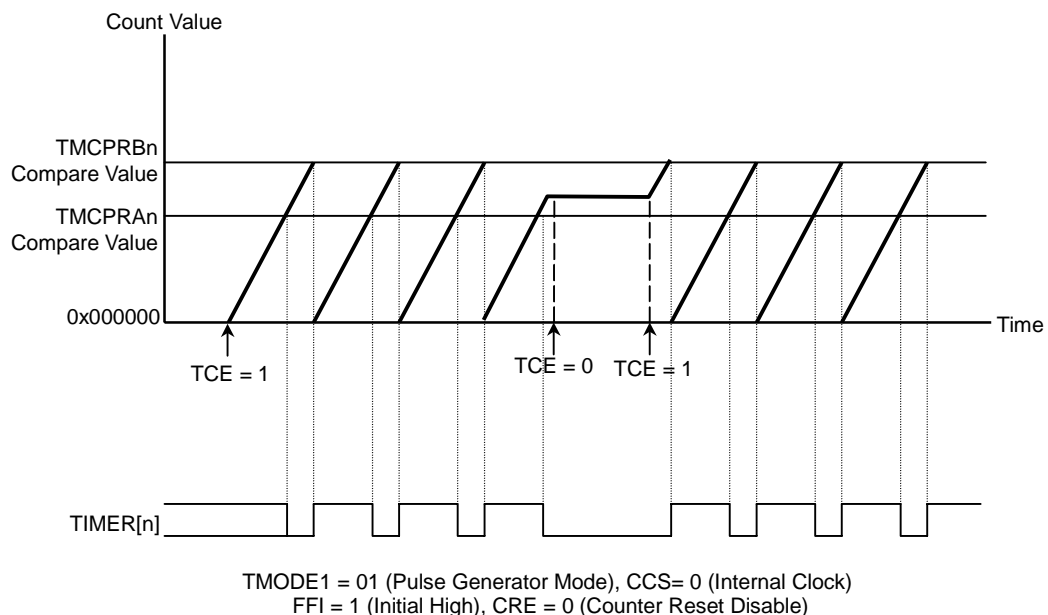 Count Value
TMCPRBn
Compare Value
TMCPRAn
Compare Value
0x000000
Time
TCE = 1
TCE = 0
TCE = 1
TIMER[n]
TMODE1 = 01 (Pulse Generator Mode), CCS= 0 (Internal Clock)
FFI = 1 (Initial High), CRE = 0 (Counter Reset Disable)